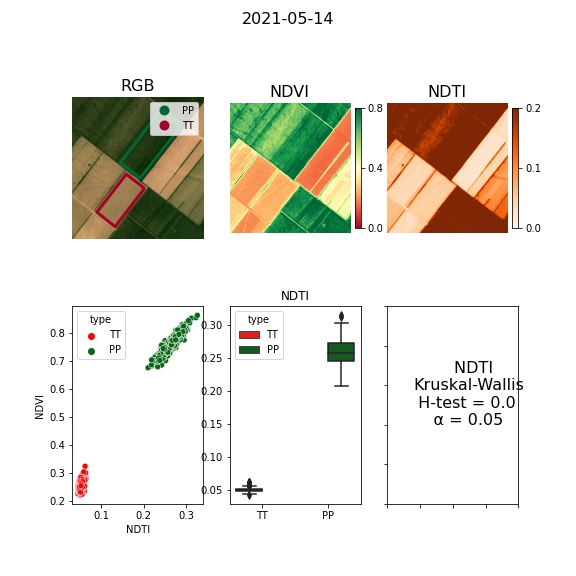 2021-05-14
RGB
PP
TT
NDVI
0.8
0.4
0.0
NDTI
0.2
0.1
0.0
NDVI
0.8
0.7
0.6
0.5
0.4
0.3
0.2
type
TT
PP
0.1
0.2
0.3
NDTI
NDTI
0.30
0.25
0.20
0.15
0.10
0.05
type
TT
PP
TT
PP
NDTI
Kruskal-Wallis
H-test = 0.0
α = 0.05